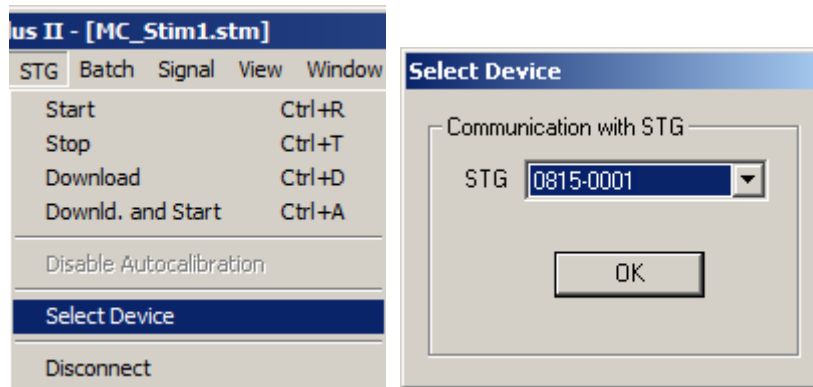 us II - [MC_Stim1.stm]
STG Batch Signal View Window
Start Ctrl+R
Stop Ctrl+T
Download Ctrl+D
Downld. and Start Ctrl+A
Disable Autocalibration
Select Device
Disconnect
Select Device
Communication with STG
STG 0815-0001
OK